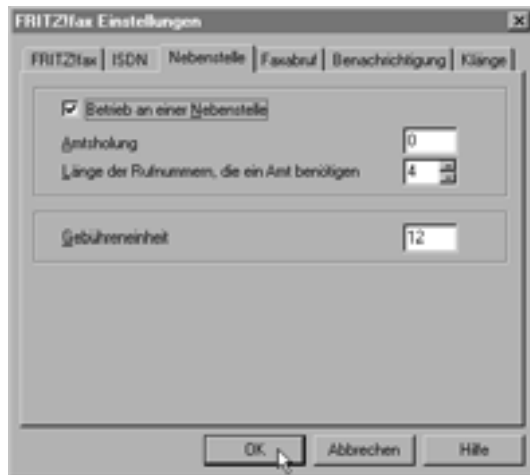 FRITZ!fax Einstellungen
FRITZ!fax ISDN Nebenstelle Faxabruf Benachrichtigung Klänge
Betrieb an einer Nebenstelle
Amtsholung 0
Länge der Rufnummern, die ein Amt benötigen 4
Gebühreneinheit 12
OK Abbrechen Hilfe